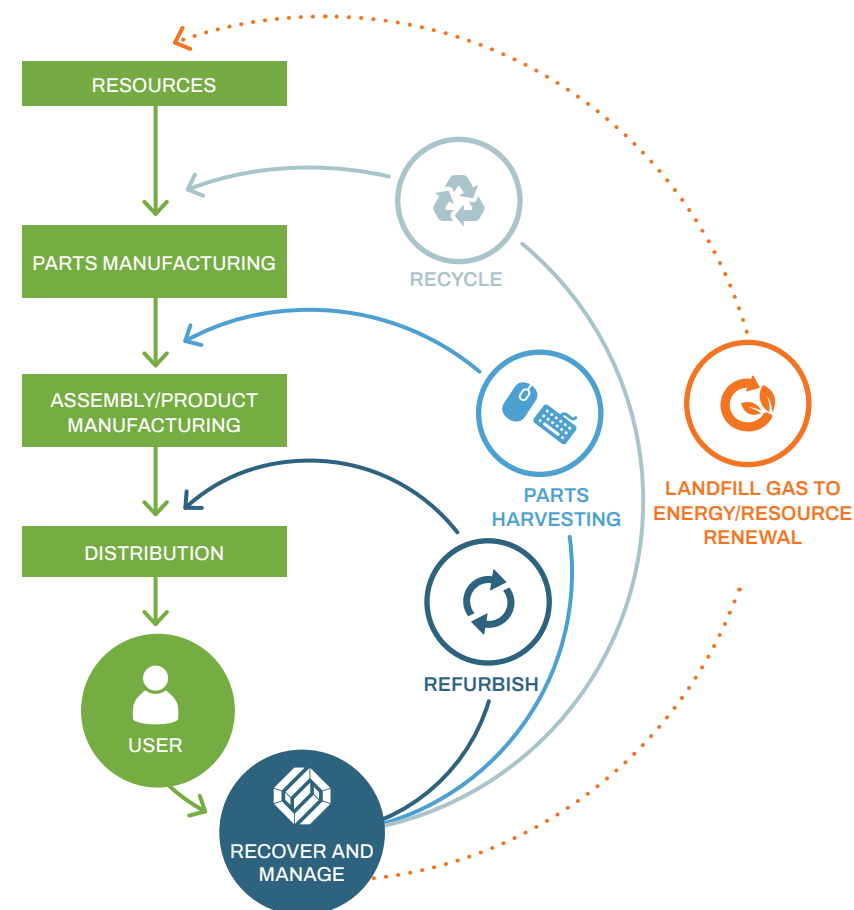 RESOURCES
PARTS MANUFACTURING
ASSEMBLY/PRODUCT
MANUFACTURING
DISTRIBUTION
USER
RECOVER AND
MANAGE
REFURBISH
PARTS
HARVESTING
RECYCLE
LANDFILL GAS TO
ENERGY/RESOURCE
RENEWAL